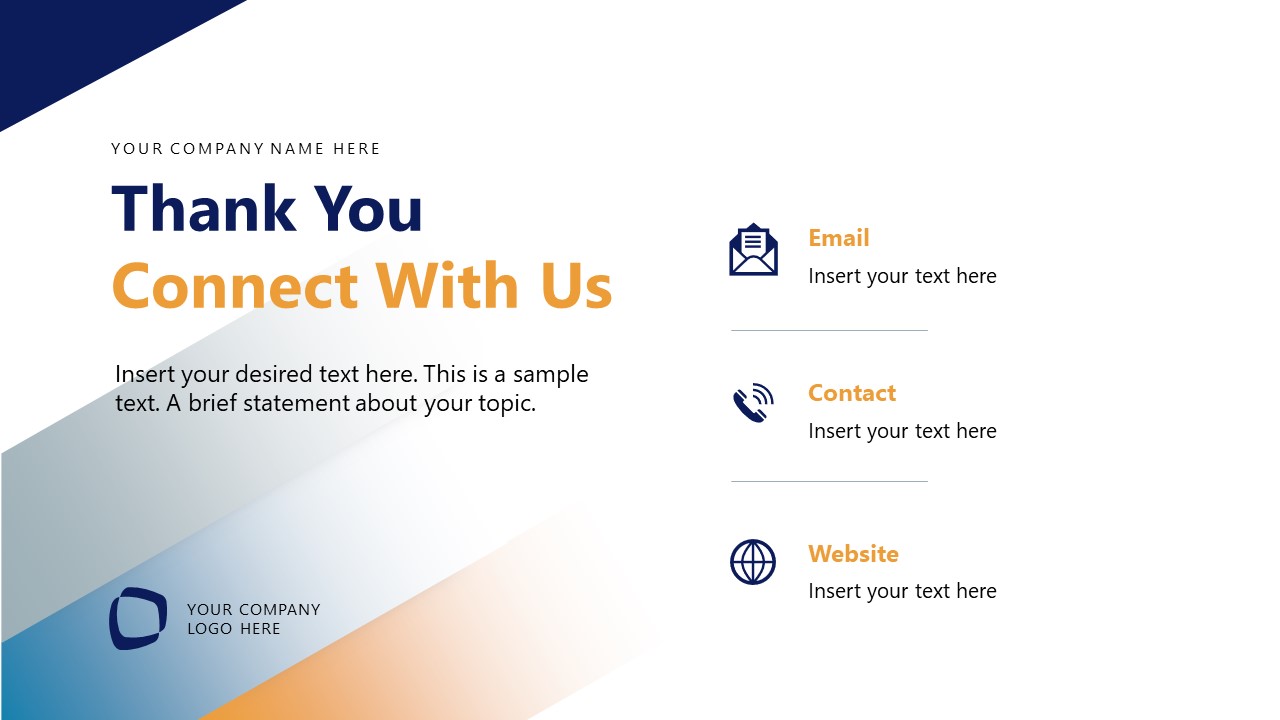 YOUR COMPANY NAME HERE
Thank You
Connect With Us
Insert your desired text here. This is a sample
text. A brief statement about your topic.
YOUR COMPANY
LOGO HERE
Email
Insert your text here
Contact
Insert your text here
Website
Insert your text here